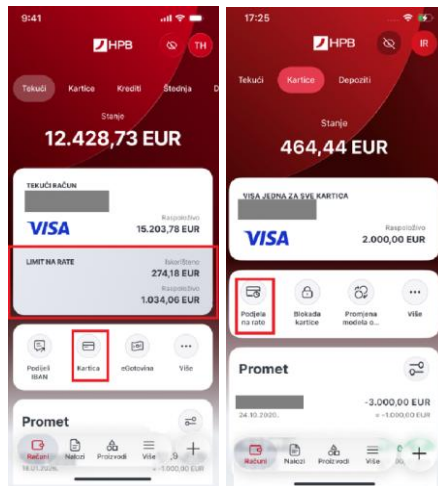 9:41
HPB
TH
Tekući
Kartice
Krediti
Štednja
D
Stanje
12.428,73 EUR
TEKUĆI RAČUN
VISA
Raspoloživo
15.203,78 EUR
LIMIT NA RATE
Iskorišteno
274,18 EUR
Raspoloživo
1.034,06 EUR
Podijeli IBAN
Kartica
eGotovina
Više
Promet
Računi
Nalozi
Proizvodi
Više
17:25
HPB
IR
Tekući
Kartice
Depoziti
Stanje
464,44 EUR
VISA JEDNA ZA SVE KARTICA
VISA
Raspoloživo
2.000,00 EUR
Podjela na rate
Blokada kartice
Promjena modela o...
Više
Promet
-3.000,00 EUR
24.10.2020.
Računi
Nalozi
Proizvodi
Više